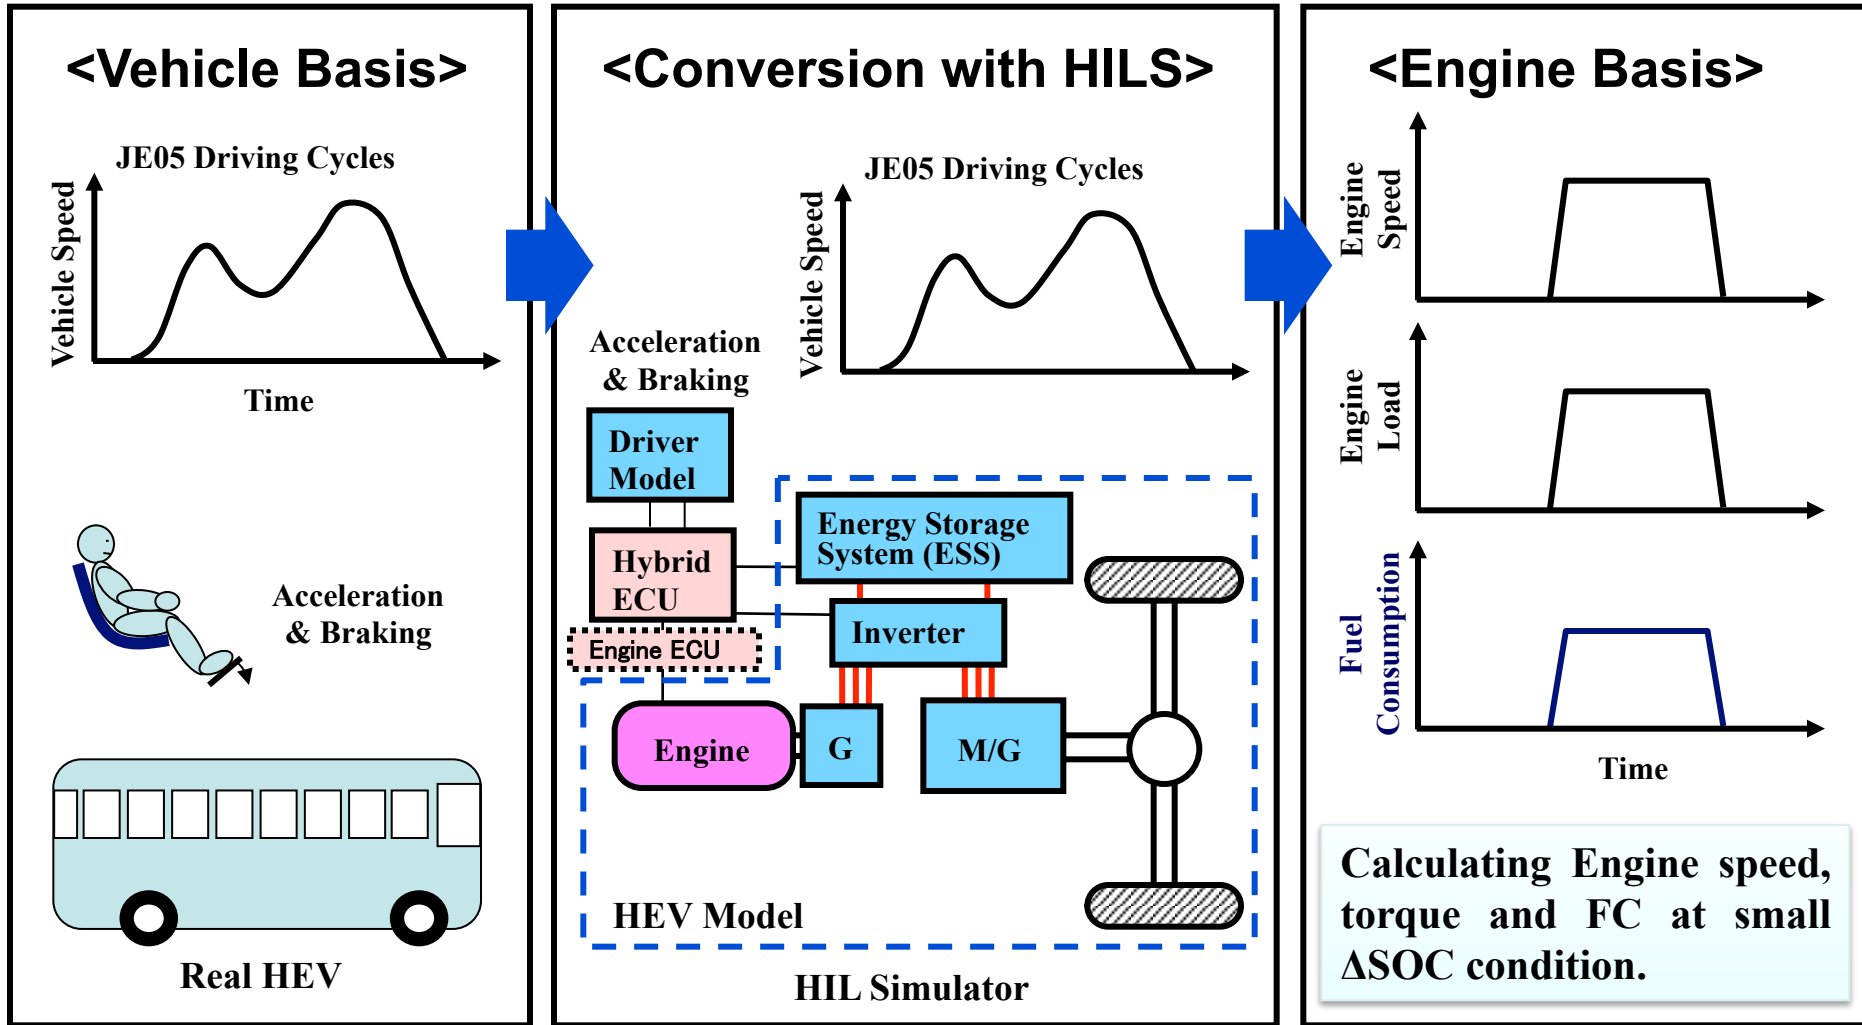 <Vehicle Basis>
JE05 Driving Cycles
Vehicle Speed
Time
Acceleration
& Braking
Real HEV
<Conversion with HILS>
JE05 Driving Cycles
Vehicle Speed
Acceleration
& Braking
Driver
Model
Hybrid
ECU
Engine ECU
Energy Storage
System (ESS)
Inverter
Engine
G
M/G
HEV Model
HIL Simulator
<Engine Basis>
Engine
Speed
Engine
Load
Fuel
Consumption
Time
Calculating Engine speed,
torque and FC at small
ΔSOC condition.